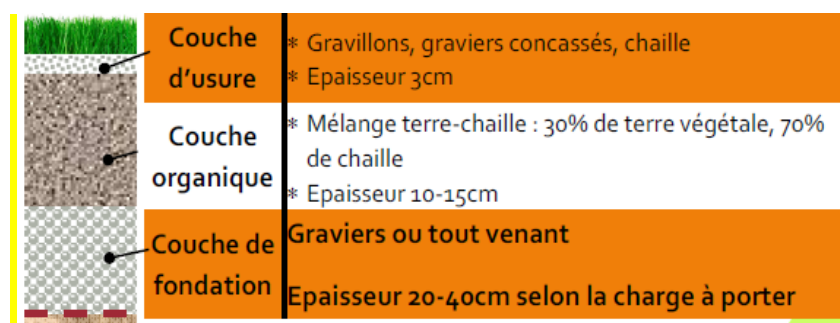 Couche
d'usure
* Gravillons, graviers concassés, chaille
* Epaisseur 3cm
Couche
organique
* Mélange terre-chaille : 30% de terre végétale, 70%
de chaille
* Epaisseur 10-15cm
Couche de
fondation
Graviers ou tout venant
Epaisseur 20-40cm selon la charge à porter